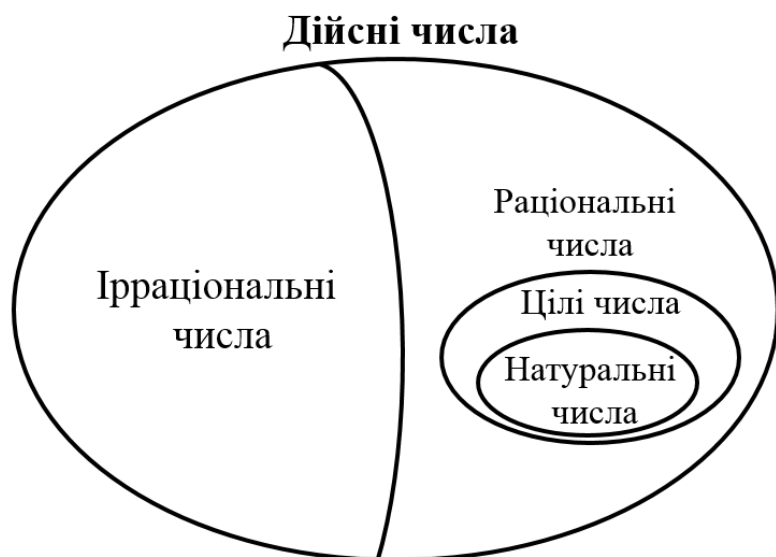 Дійсні числа
Раціональні
числа
Ірраціональні
числа
Цілі числа
Натуральні
числа